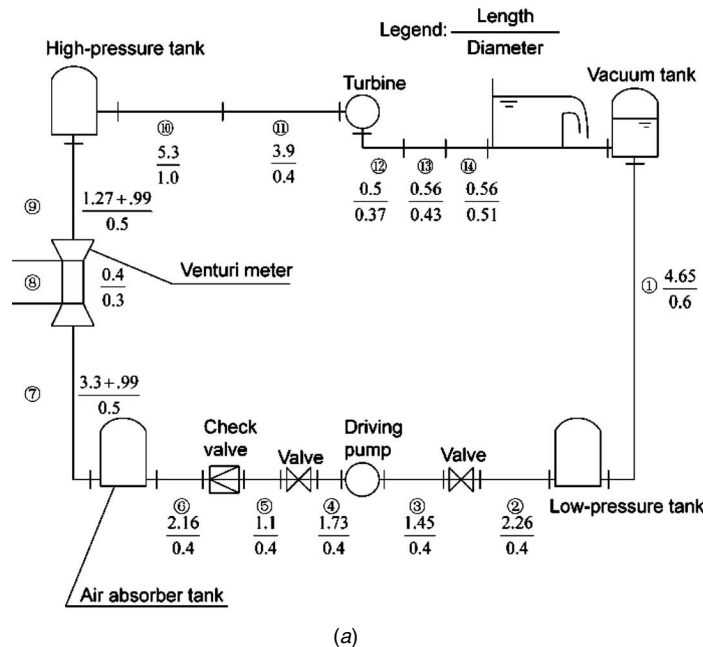 Legend: Length
Diameter
High-pressure tank
Turbine
Vacuum tank
⑩
5.3
1.0
⑪
3.9
0.4
⑫
0.5
0.37
⑬
0.56
0.43
⑭
0.56
0.51
⑨
1.27+.99
0.5
⑧
0.4
0.3
Venturi meter
① 4.65
0.6
⑦
3.3+.99
0.5
Check
valve
Valve
Driving
pump
Valve
Low-pressure tank
⑥
2.16
0.4
⑤
1.1
0.4
④
1.73
0.4
③
1.45
0.4
②
2.26
0.4
Air absorber tank
(a)